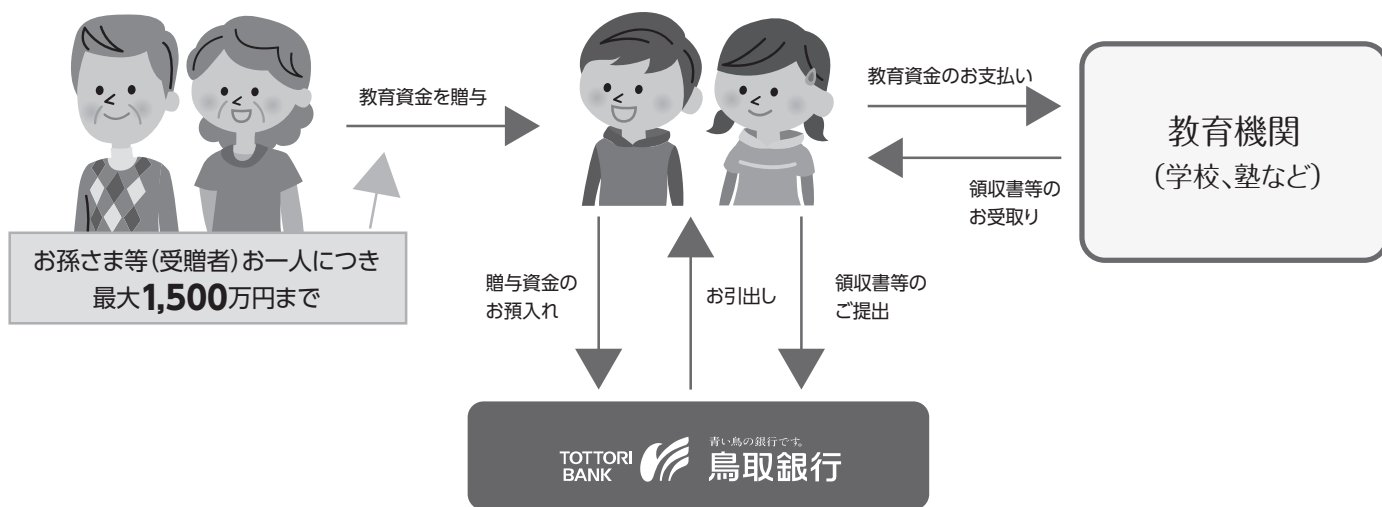 教育資金を贈与
お孫さま等（受贈者）お一人につき
最大1,500万円まで
教育資金のお支払い
領収書等の
お受取り
教育機関
（学校、塾など）
贈与資金の
お預入れ
お引出し
領収書等の
ご提出
TOTTORI
BANK
青い鳥の銀行です。
鳥取銀行